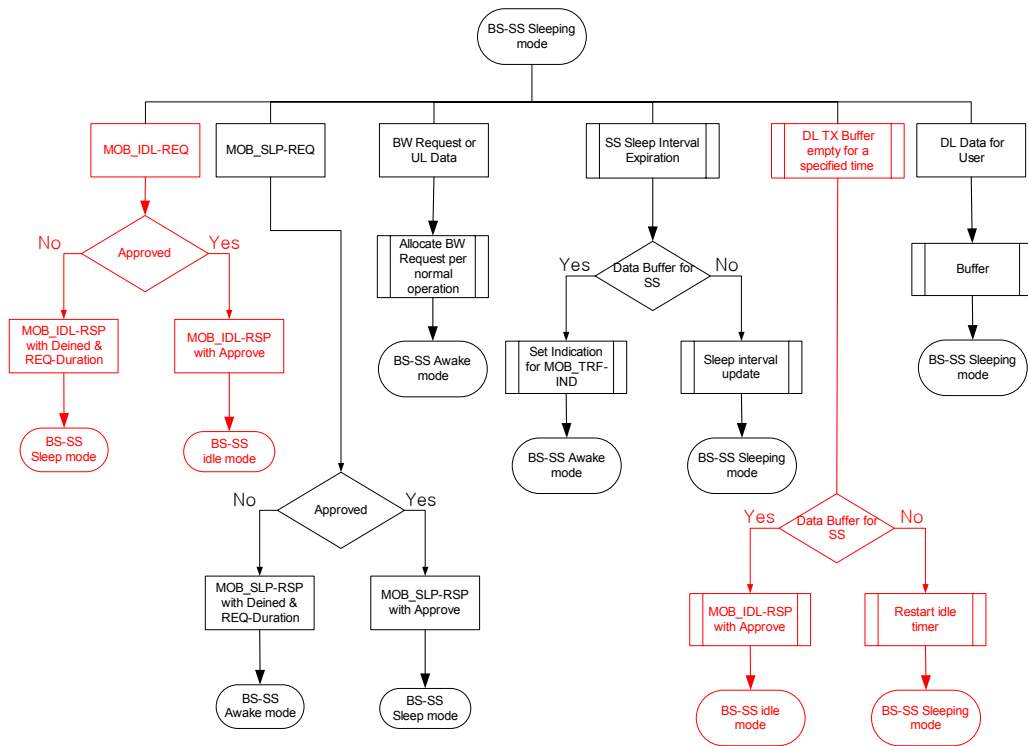 BS-SS Sleeping
mode
MOB_IDL-REQ
MOB_SLP-REQ
BW Request or
UL Data
SS Sleep Interval
Expiration
DL TX Buffer
empty for a
specified time
DL Data for
User
No
Approved
Yes
Allocate BW
Request per
normal
operation
Yes
Data Buffer for
SS
No
Buffer
MOB_IDL-RSP
with Deined &
REQ-Duration
MOB_IDL-RSP
with Approve
BS-SS Awake
mode
Set Indication
for MOB_TRF-
IND
Sleep interval
update
BS-SS Sleeping
mode
BS-SS
Sleep mode
BS-SS
idle mode
BS-SS Awake
mode
BS-SS Sleeping
mode
No
Approved
Yes
Yes
Data Buffer for
SS
No
MOB_SLP-RSP
with Deined &
REQ-Duration
MOB_SLP-RSP
with Approve
MOB_IDL-RSP
with Approve
Restart idle
timer
BS-SS
Awake mode
BS-SS
Sleep mode
BS-SS idle
mode
BS-SS Sleeping
mode